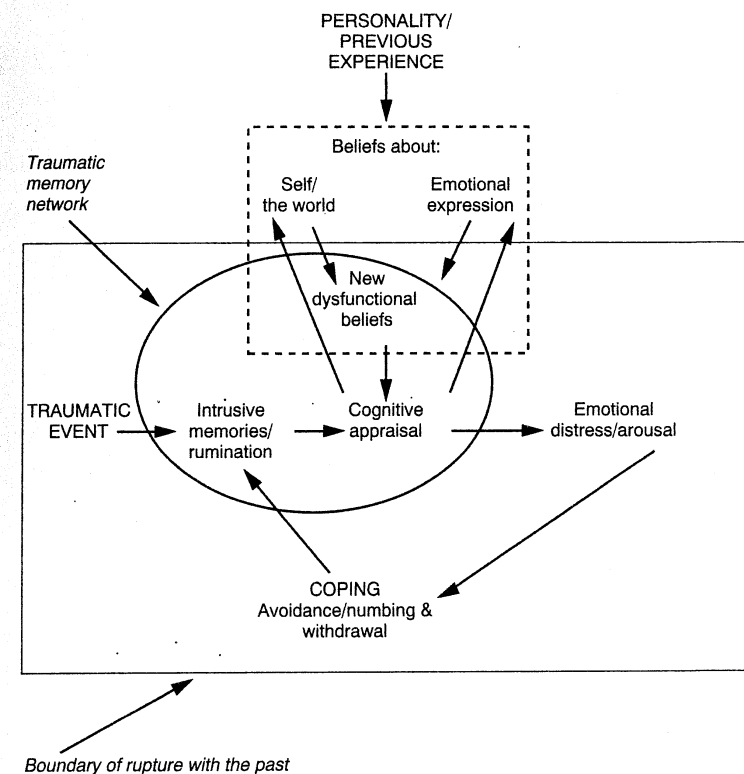 PERSONALITY/
PREVIOUS
EXPERIENCE
Beliefs about:
Traumatic
memory
network
Self/
the world
Emotional
expression
New
dysfunctional
beliefs
TRAUMATIC
EVENT
Intrusive
memories/
rumination
Cognitive
appraisal
Emotional
distress/arousal
COPING
Avoidance/numbing &
withdrawal
Boundary of rupture with the past